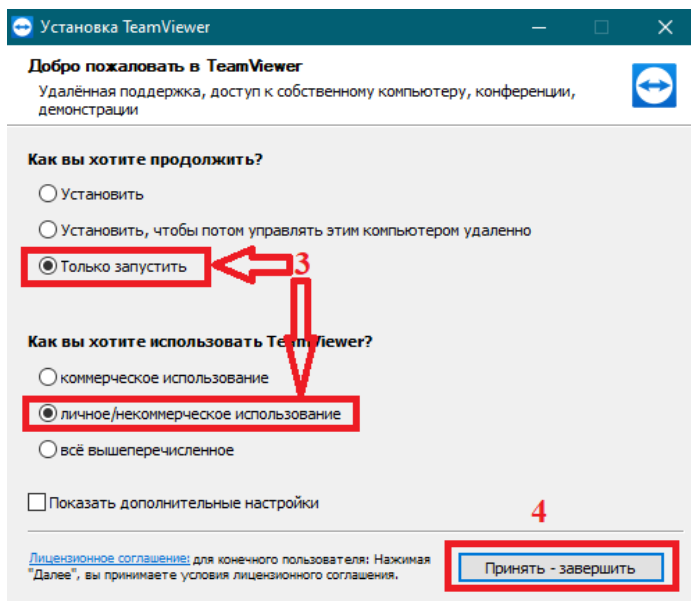 Установка TeamViewer
Добро пожаловать в TeamViewer
Удалённая поддержка, доступ к собственному компьютеру, конференции,
демонстрации
Как вы хотите продолжить?
Установить
Установить, чтобы потом управлять этим компьютером удаленно
Только запустить
3
Как вы хотите использовать TeamViewer?
коммерческое использование
личное/некоммерческое использование
всё вышеперечисленное
Показать дополнительные настройки
4
Лицензионное соглашение: для конечного пользователя: Нажимая
"Далее", вы принимаете условия лицензионного соглашения.
Принять - завершить